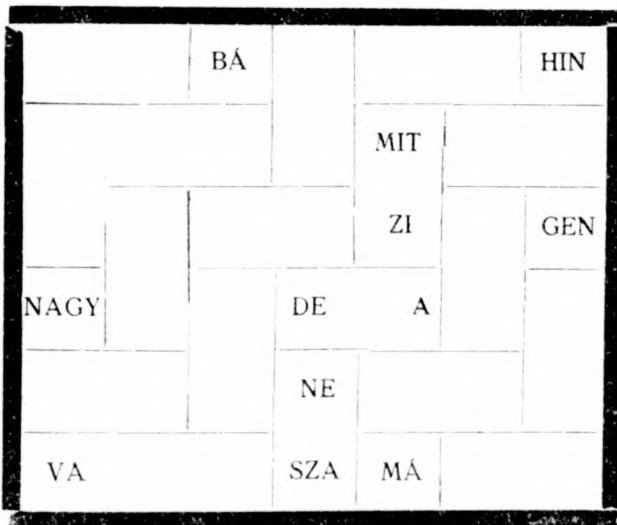 BÁ HIN
MIT
ZI GEN
NAGY DE A
NE
VA SZA MÁ